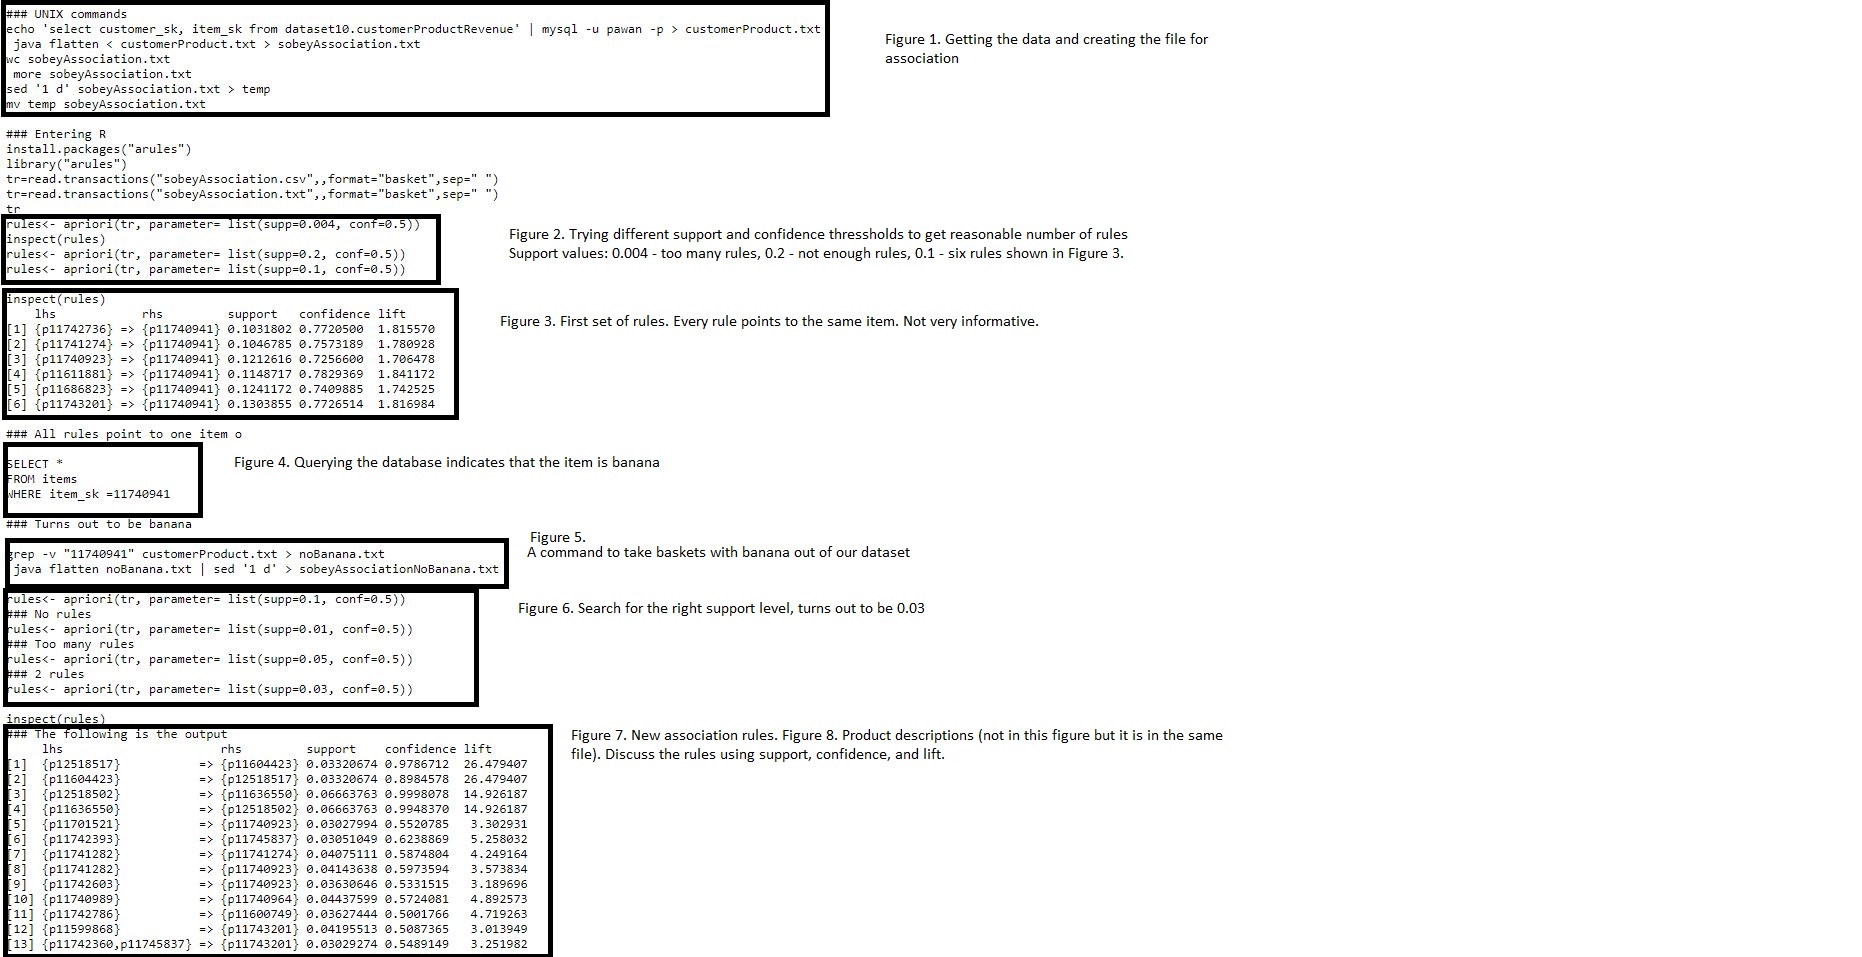 ### UNIX commands
echo 'select customer_sk, item_sk from dataset10.customerProductRevenue' | mysql -u pawan -p > customerProduct.txt
java flatten < customerProduct.txt > sobeyAssociation.txt
wc sobeyAssociation.txt
more sobeyAssociation.txt
sed '1 d' sobeyAssociation.txt > temp
mv temp sobeyAssociation.txt
Figure 1. Getting the data and creating the file for
association
### Entering R
install.packages("arules")
library("arules")
tr=read.transactions("sobeyAssociation.csv",,format="basket",sep=" ")
tr=read.transactions("sobeyAssociation.txt",,format="basket",sep=" ")
tr
rules<- apriori(tr, parameter= list(supp=0.004, conf=0.5))
inspect(rules)
rules<- apriori(tr, parameter= list(supp=0.2, conf=0.5))
rules<- apriori(tr, parameter= list(supp=0.1, conf=0.5))
Figure 2. Trying different support and confidence thressholds to get reasonable number of rules
Support values: 0.004 - too many rules, 0.2 - not enough rules, 0.1 - six rules shown in Figure 3.
inspect(rules)
lhs rhs support confidence lift
[1] {p11742736} => {p11740941} 0.1031802 0.7720500 1.815570
[2] {p11741274} => {p11740941} 0.1046785 0.7573189 1.780928
[3] {p11740923} => {p11740941} 0.1212616 0.7256600 1.706478
[4] {p11611881} => {p11740941} 0.1148717 0.7829369 1.841172
[5] {p11686823} => {p11740941} 0.1241172 0.7409885 1.742525
[6] {p11743201} => {p11740941} 0.1303855 0.7726514 1.816984
Figure 3. First set of rules. Every rule points to the same item. Not very informative.
### All rules point to one item o
SELECT *
FROM items
WHERE item_sk =11740941
Figure 4. Querying the database indicates that the item is banana
### Turns out to be banana
grep -v "11740941" customerProduct.txt > noBanana.txt
java flatten noBanana.txt | sed '1 d' > sobeyAssociationNoBanana.txt
Figure 5.
A command to take baskets with banana out of our dataset
rules<- apriori(tr, parameter= list(supp=0.1, conf=0.5))
### No rules
rules<- apriori(tr, parameter= list(supp=0.01, conf=0.5))
### Too many rules
rules<- apriori(tr, parameter= list(supp=0.05, conf=0.5))
### 2 rules
rules<- apriori(tr, parameter= list(supp=0.03, conf=0.5))
Figure 6. Search for the right support level, turns out to be 0.03
inspect(rules)
### The following is the output
lhs rhs support confidence lift
[1] {p12518517} => {p11604423} 0.03320674 0.9786712 26.479407
[2] {p11604423} => {p12518517} 0.03320674 0.8984578 26.479407
[3] {p12518502} => {p11636550} 0.06663763 0.9998078 14.926187
[4] {p11636550} => {p12518502} 0.06663763 0.9948370 14.926187
[5] {p11701521} => {p11740923} 0.03027994 0.5520785 3.302931
[6] {p11742393} => {p11745837} 0.03051049 0.6238869 5.258032
[7] {p11741282} => {p11741274} 0.04075111 0.5874804 4.249164
[8] {p11741282} => {p11740923} 0.04143638 0.5973594 3.573834
[9] {p11742603} => {p11740923} 0.03630646 0.5331515 3.189696
[10] {p11740989} => {p11740964} 0.04437599 0.5724081 4.892573
[11] {p11742786} => {p11600749} 0.03627444 0.5001766 4.719263
[12] {p11599868} => {p11743201} 0.04195513 0.5087365 3.013949
[13] {p11742360,p11745837} => {p11743201} 0.03029274 0.5489149 3.251982
Figure 7. New association rules. Figure 8. Product descriptions (not in this figure but it is in the same
file). Discuss the rules using support, confidence, and lift.